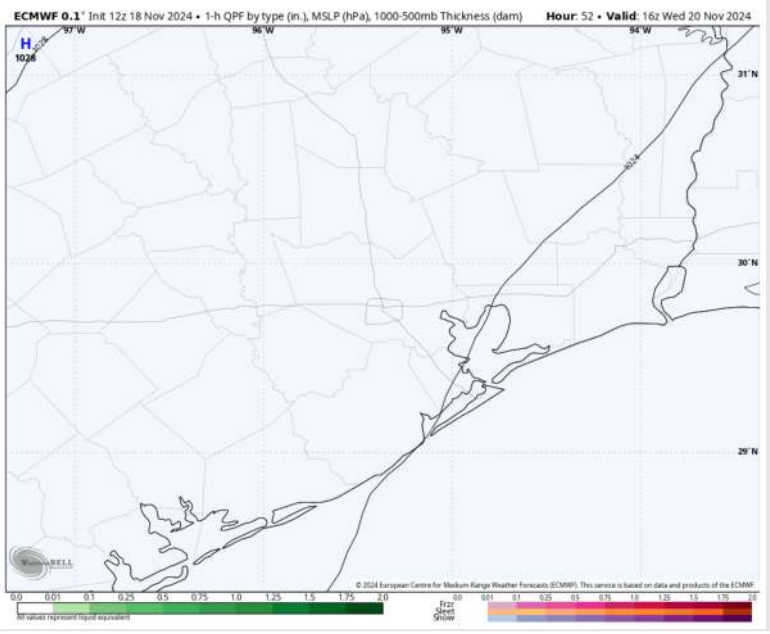 ECMWF 0.1° Init 12z 18 Nov 2024 • 1-h QPF by type (in.), MSLP (hPa), 1000-500mb Thickness (dam) Hour: 52 • Valid: 16z Wed 20 Nov 2024
97°W 96°W 95°W 94°W
H 1028
1028
31°N
1024
30°N
29°N
WeatherBELL
© 2024 European Centre for Medium-Range Weather Forecasts (ECMWF). This service is based on data and products of the ECMWF
0.0 0.01 0.1 0.25 0.5 1.0 1.25 1.5 1.75 2.0 0.0 0.01 0.1 0.25 0.5 0.75 1.0 1.25 1.5 1.75 2.0
Frzr
Sleet
Snow
All values represent liquid equivalent